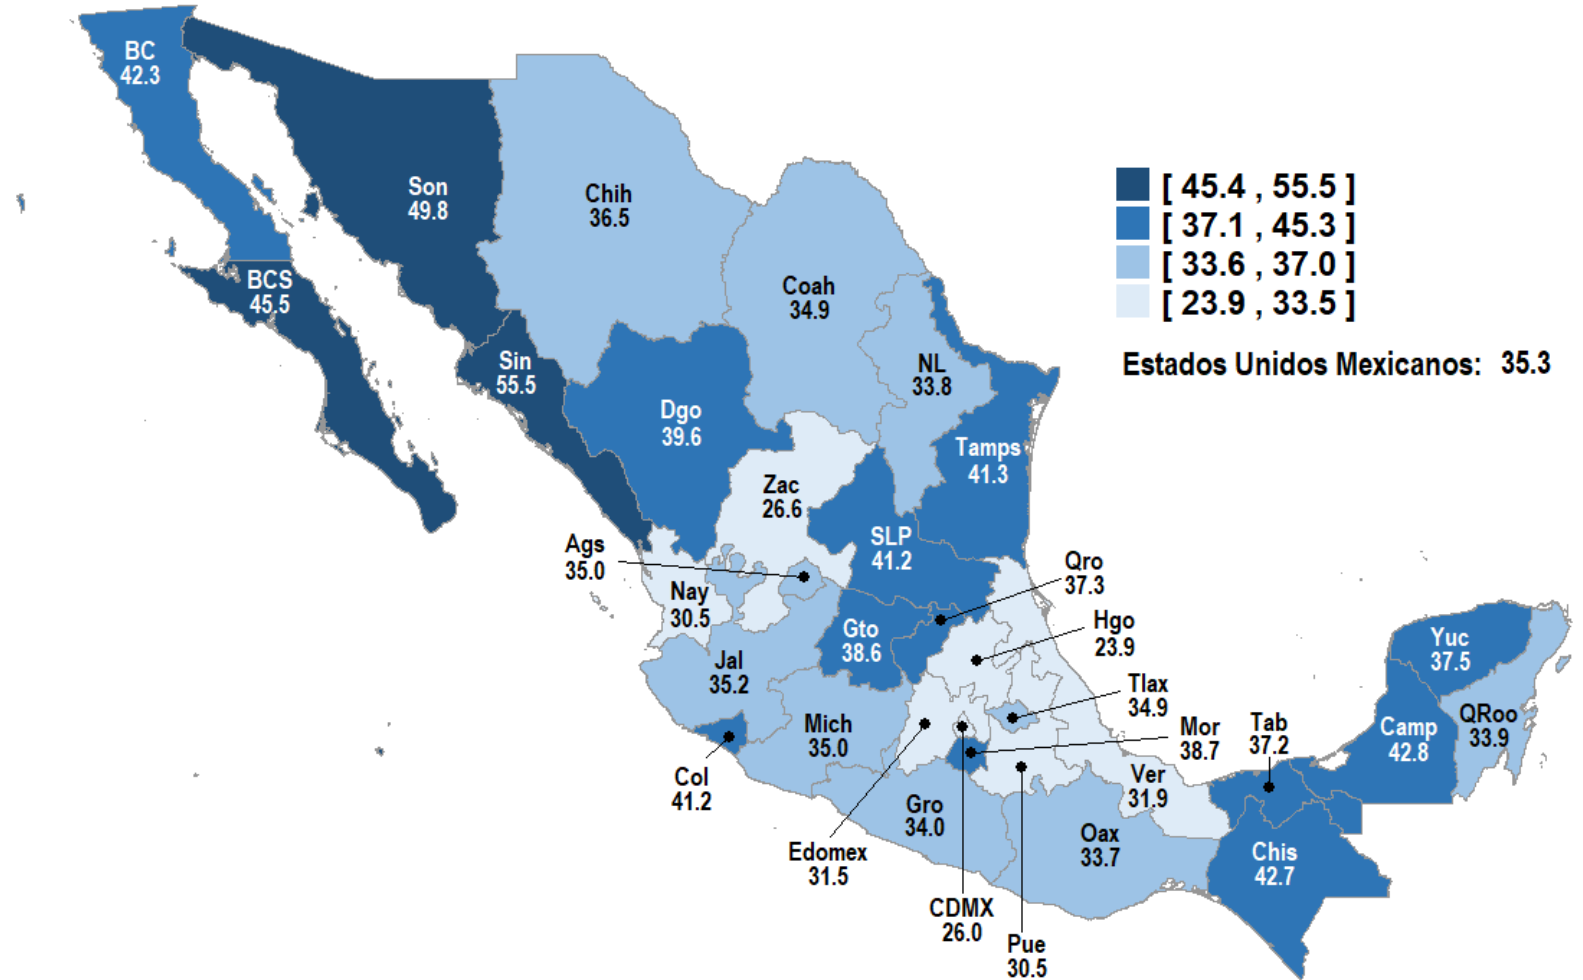 BC
42.3
Son
49.8
Chih
36.5
BCS
45.5
Coah
34.9
Sin
55.5
NL
33.8
Dgo
39.6
Tamps
41.3
Zac
26.6
SLP
41.2
Ags
35.0
Nay
30.5
Gto
38.6
Qro
37.3
Hgo
23.9
Jal
35.2
Mich
35.0
Tlax
34.9
Mor
38.7
Tab
37.2
Yuc
37.5
Camp
42.8
QRoo
33.9
Col
41.2
Ver
31.9
Gro
34.0
Oax
33.7
Chis
42.7
Edomex
31.5
CDMX
26.0
Pue
30.5
[ 45.4 , 55.5 ]
[ 37.1 , 45.3 ]
[ 33.6 , 37.0 ]
[ 23.9 , 33.5 ]
Estados Unidos Mexicanos: 35.3